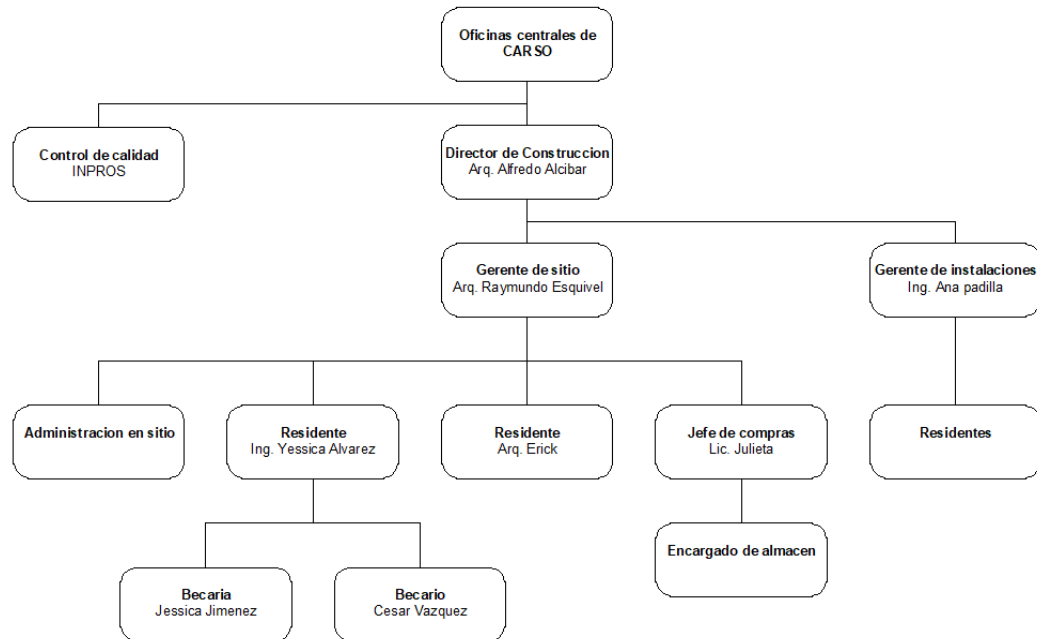 Oficinas centrales de
CARSO
Control de calidad
INPROS
Director de Construccion
Arq. Alfredo Alcibar
Gerente de sitio
Arq. Raymundo Esquivel
Gerente de instalaciones
Ing. Ana padilla
Administracion en sitio
Residente
Ing. Yessica Alvarez
Residente
Arq. Erick
Jefe de compras
Lic. Julieta
Residentes
Encargado de almacen
Becaria
Jessica Jimenez
Becario
Cesar Vazquez